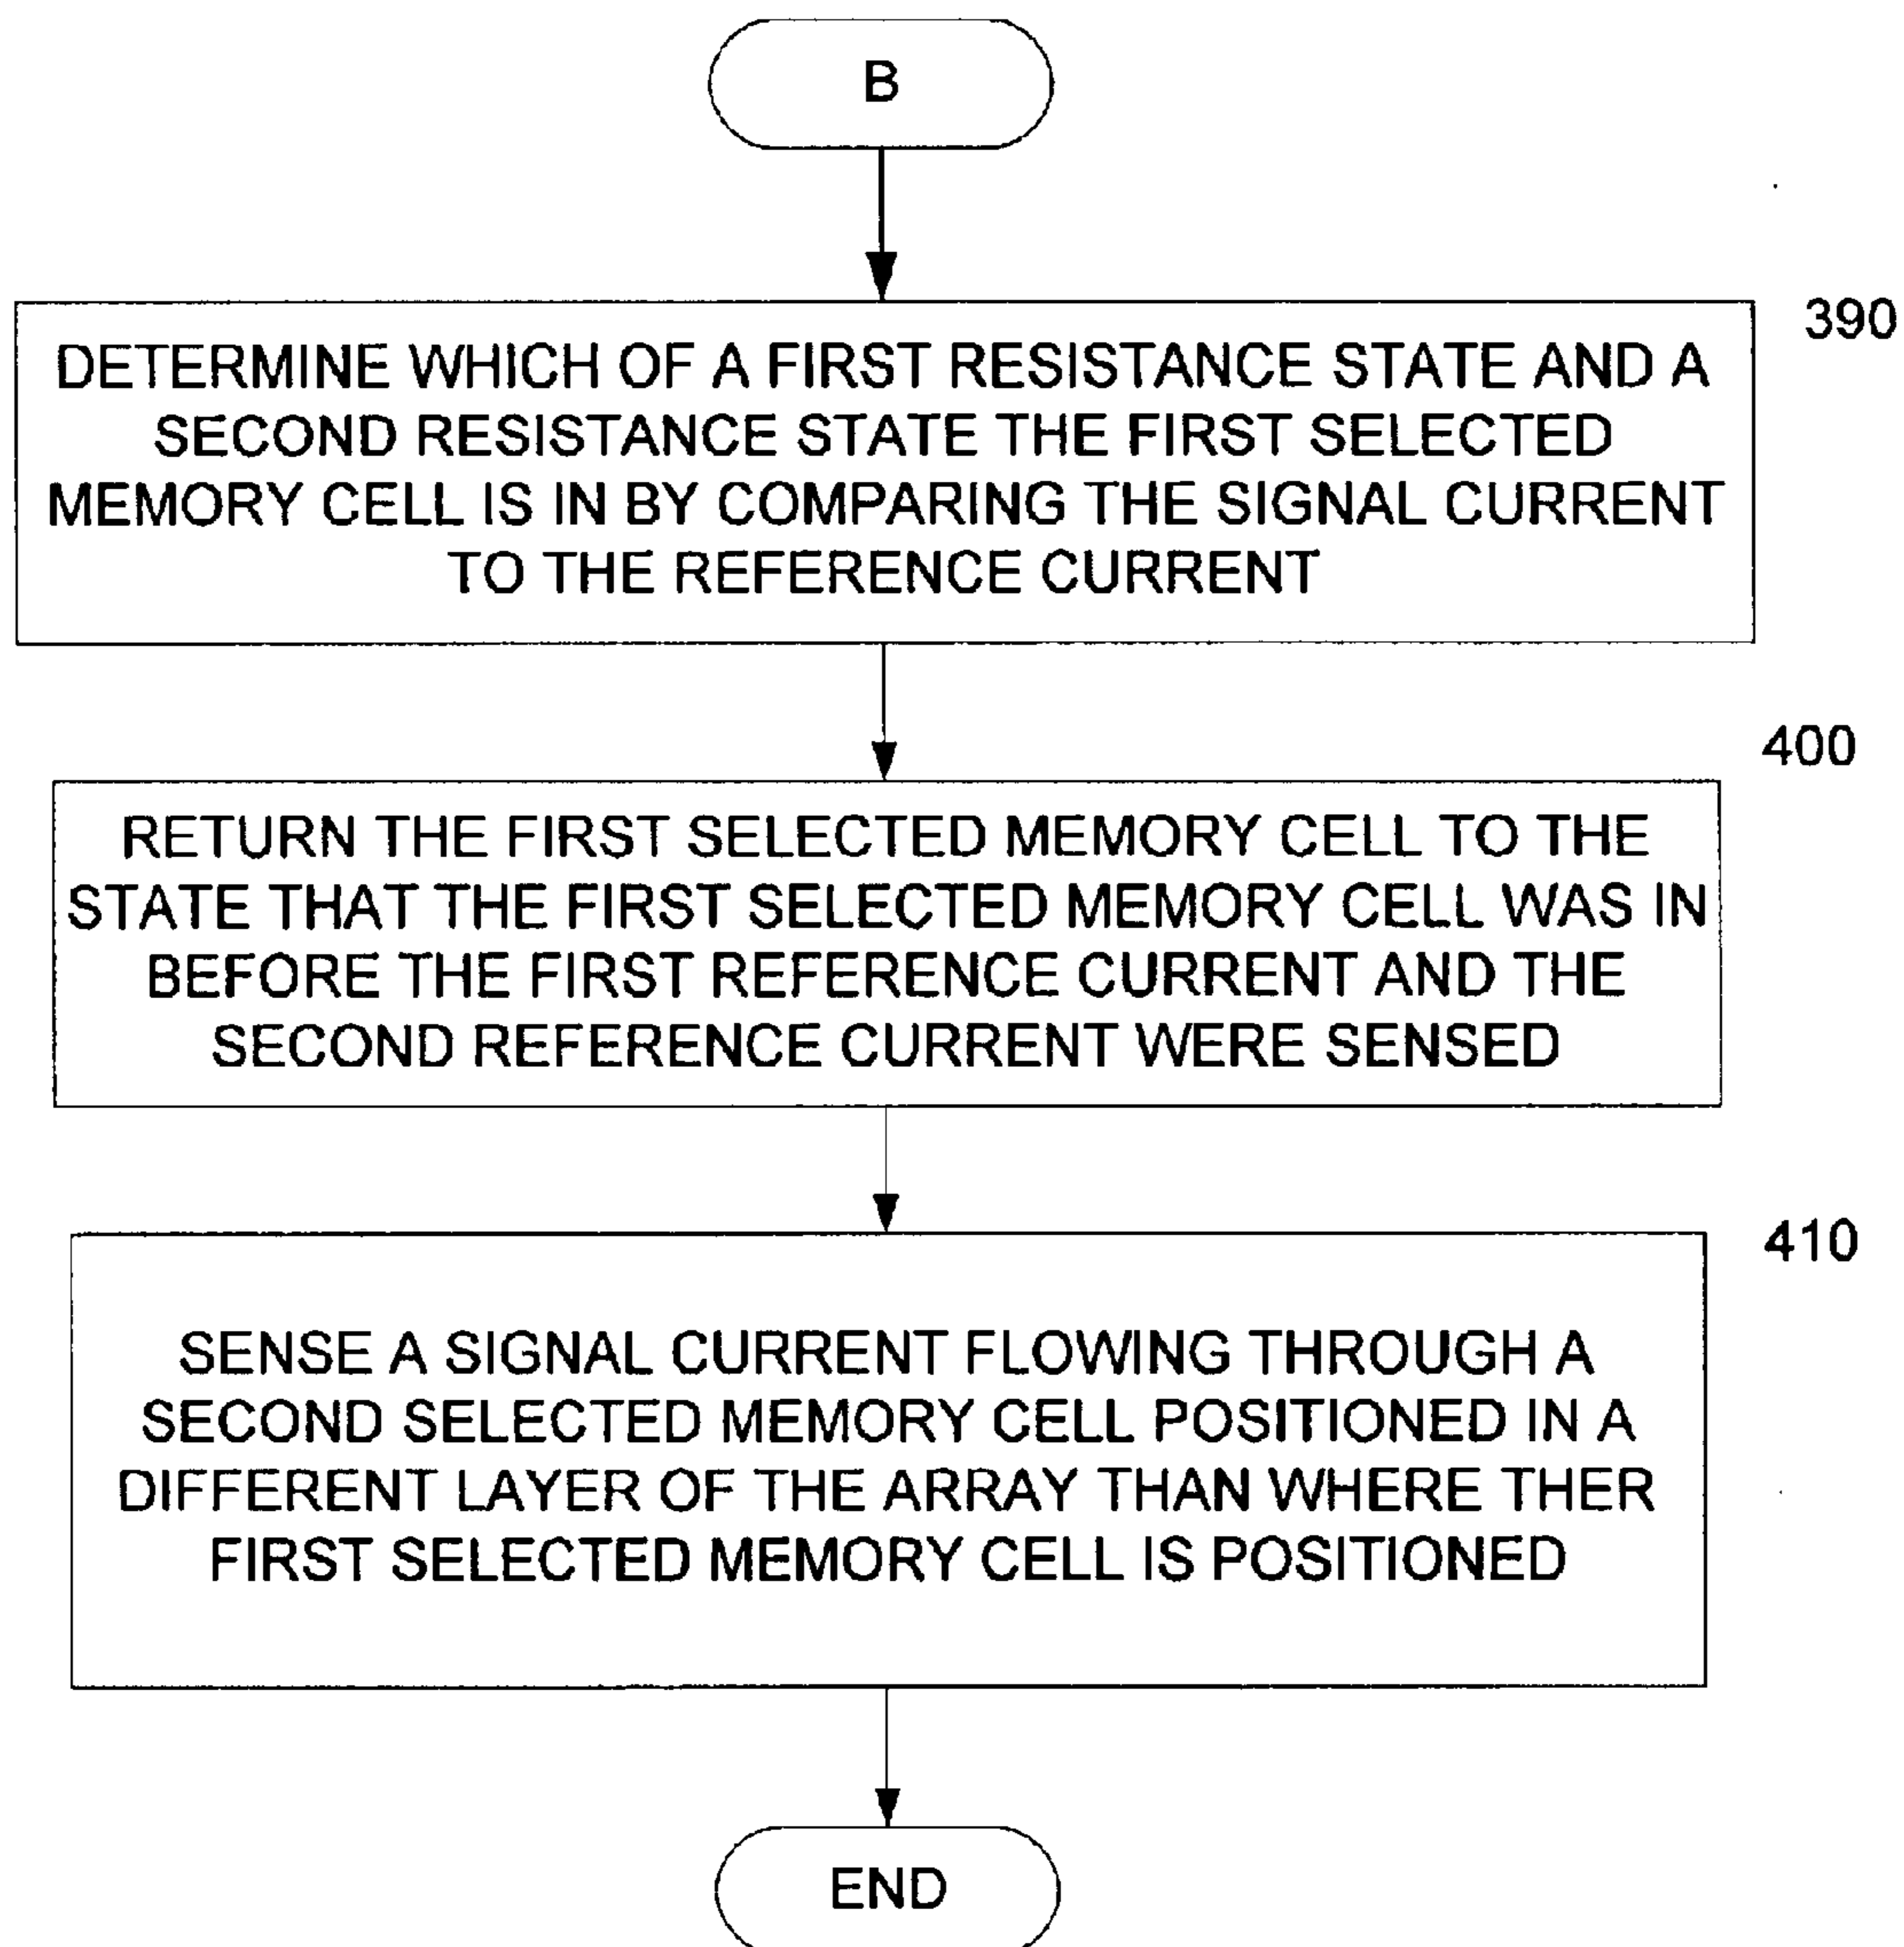 B
390
DETERMINE WHICH OF A FIRST RESISTANCE STATE AND A
SECOND RESISTANCE STATE THE FIRST SELECTED
MEMORY CELL IS IN BY COMPARING THE SIGNAL CURRENT
TO THE REFERENCE CURRENT
400
RETURN THE FIRST SELECTED MEMORY CELL TO THE
STATE THAT THE FIRST SELECTED MEMORY CELL WAS IN
BEFORE THE FIRST REFERENCE CURRENT AND THE
SECOND REFERENCE CURRENT WERE SENSED
410
SENSE A SIGNAL CURRENT FLOWING THROUGH A
SECOND SELECTED MEMORY CELL POSITIONED IN A
DIFFERENT LAYER OF THE ARRAY THAN WHERE THER
FIRST SELECTED MEMORY CELL IS POSITIONED
END